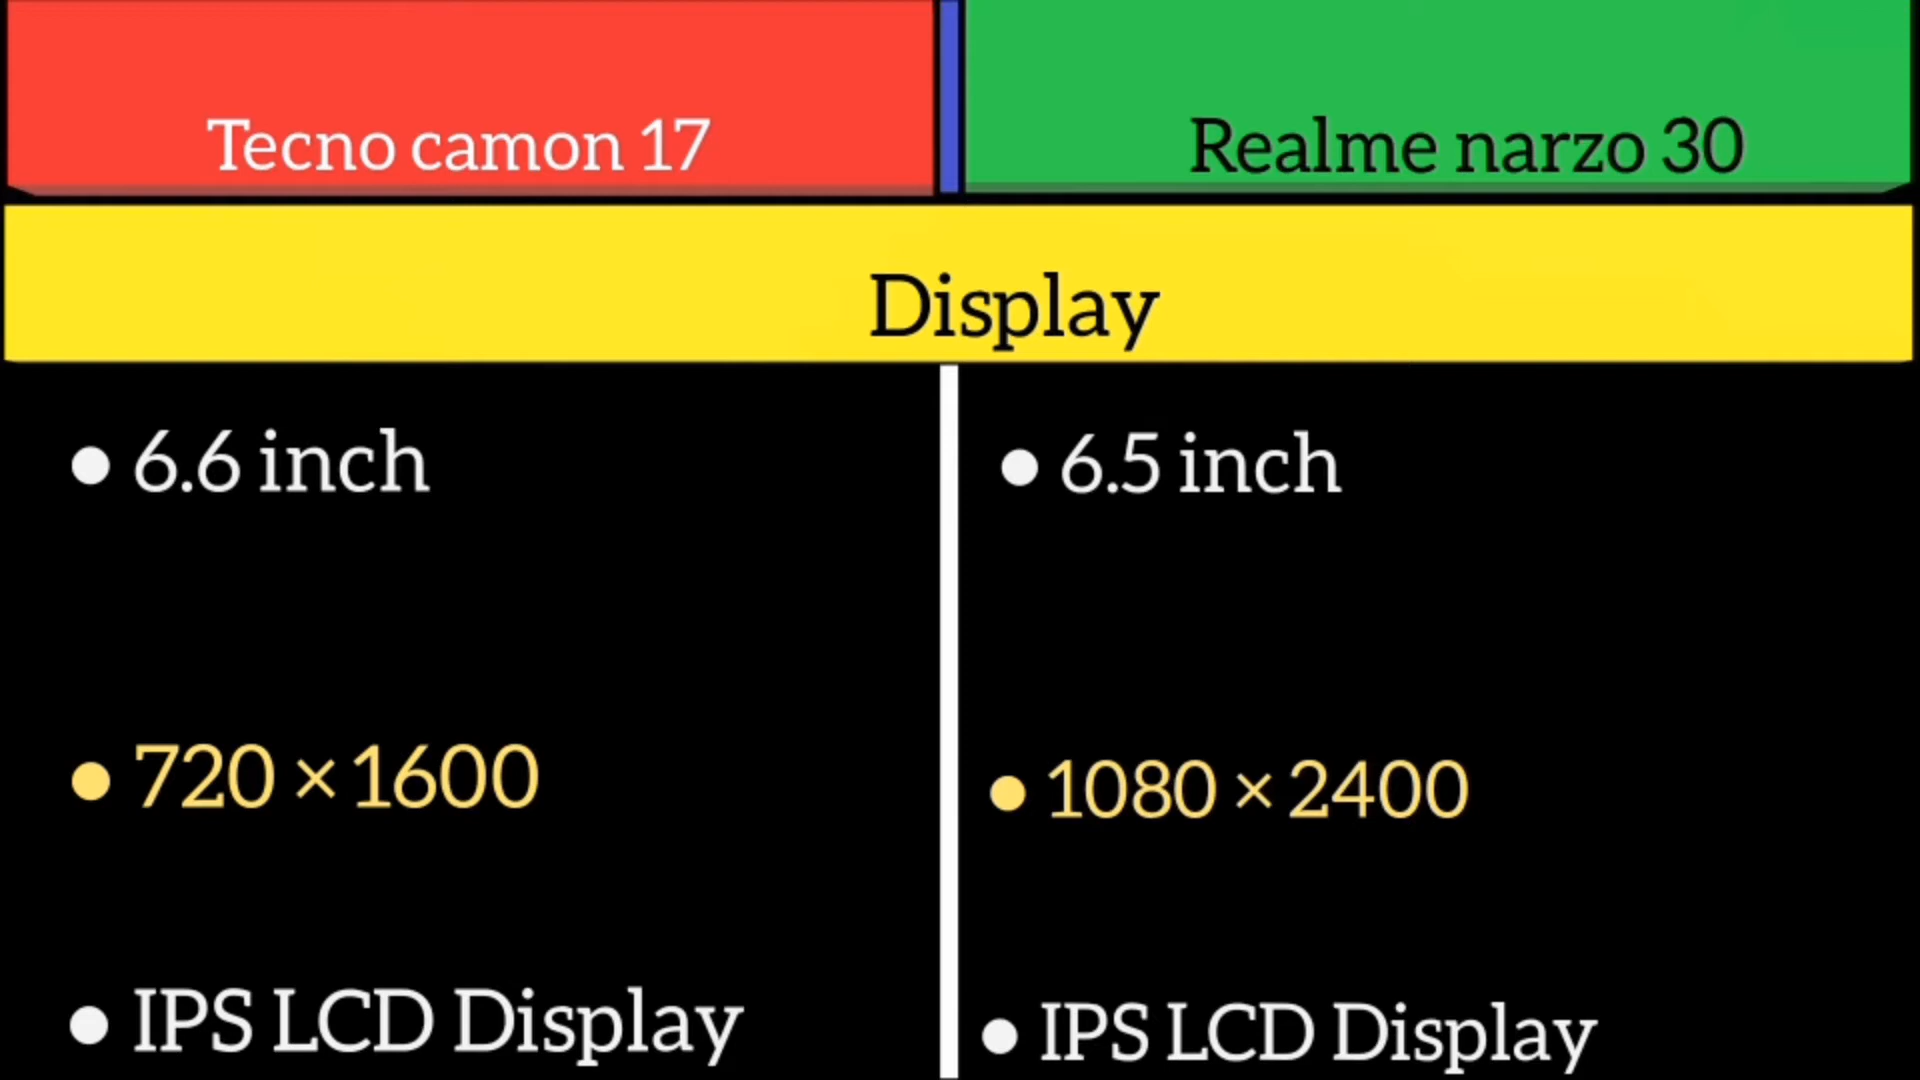 Tecno camon 17
Realme narzo 30
Display
• 6.6 inch
• 6.5 inch
• 720 × 1600
• 1080 × 2400
• IPS LCD Display
• IPS LCD Display